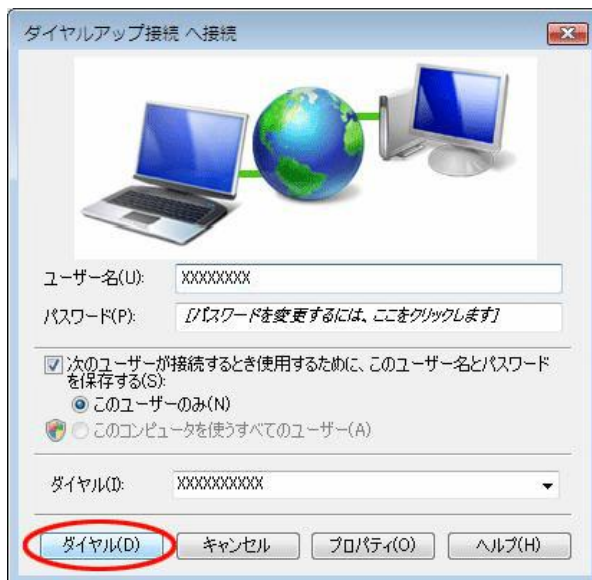 ダイヤルアップ接続 へ接続
ユーザー名(U): XXXXXXXX
パスワード(P): [パスワードを変更するには、ここをクリックします]
次のユーザーが接続するとき使用するために、このユーザー名とパスワード
を保存する(S):
このユーザーのみ(N)
このコンピュータを使うすべてのユーザー(A)
ダイヤル(I): XXXXXXXXXX
ダイヤル(D) キャンセル プロパティ(O) ヘルプ(H)